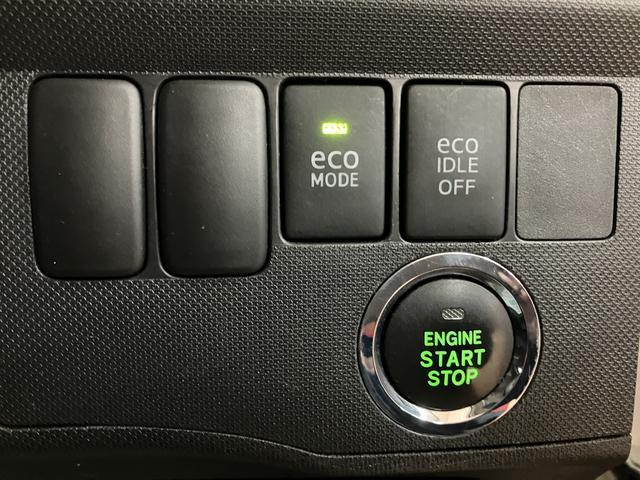 eco
MODE
eco
IDLE
OFF
ENGINE
START
STOP